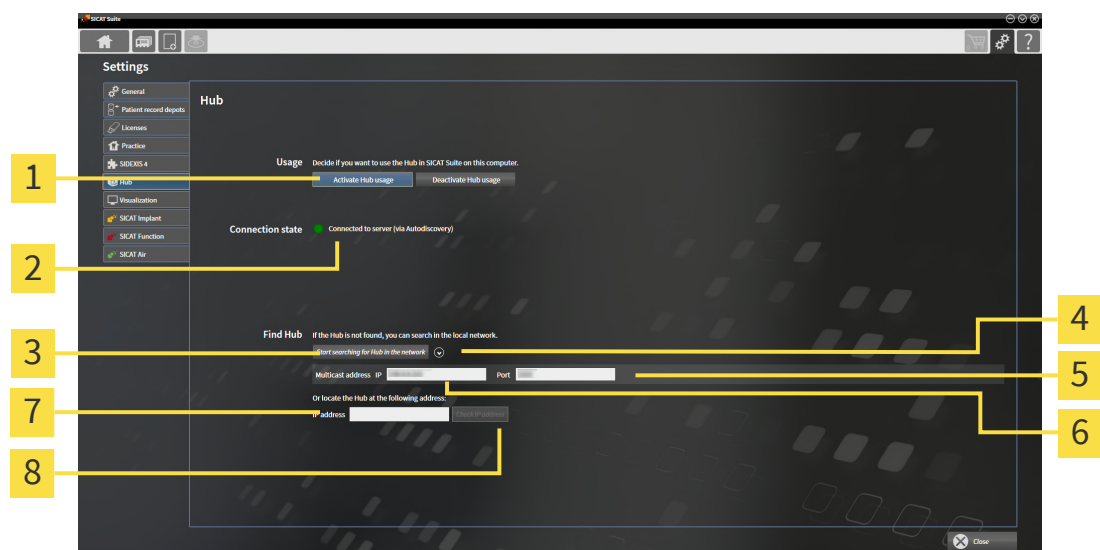 SICAT Suite
?
Settings
General
Patient record depots
Licenses
Practice
SIDEXIS 4
Hub
Visualization
SICAT Implant
SICAT Function
SICAT Air
Hub
Usage Decide if you want to use the Hub in SICAT Suite on this computer.
Activate Hub usage Deactivate Hub usage
Connection state Connected to server (via Autodiscovery)
Find Hub If the Hub is not found, you can search in the local network.
Start searching for Hub in the network
Multicast address IP Port
Or locate the Hub at the following address:
IP address Check IP address
Close
1
2
3
7
8
4
5
6